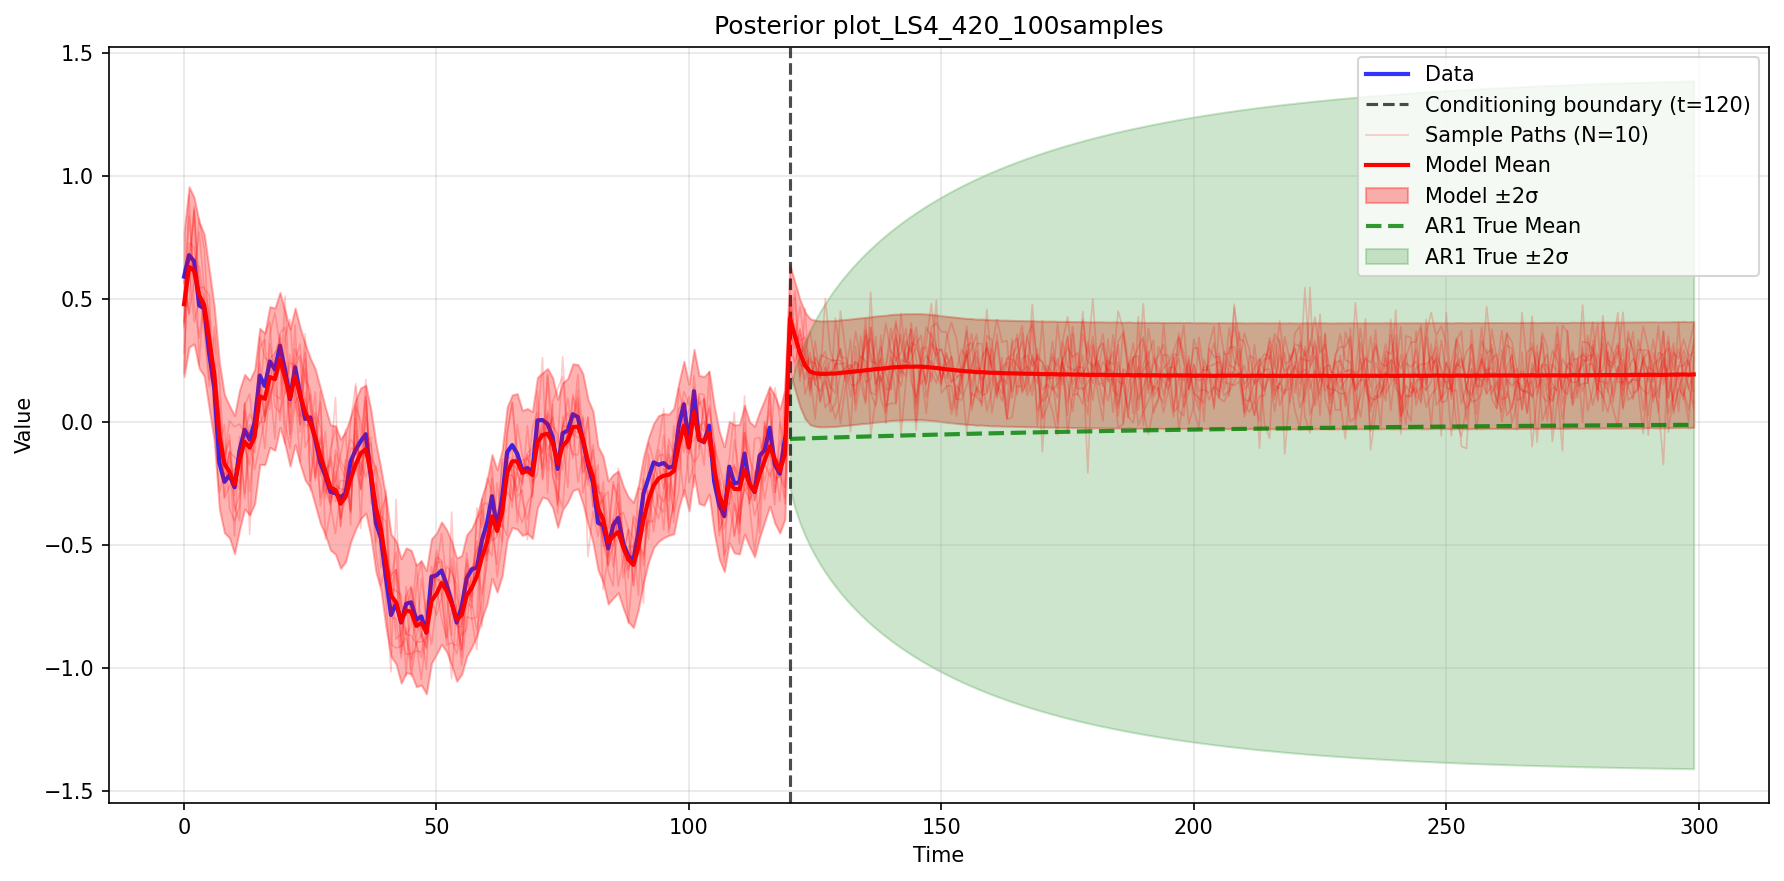 Posterior plot_LS4_420_100samples
1.5
1.0
0.5
0.0
−0.5
−1.0
−1.5
Value
Data
Conditioning boundary (t=120)
Sample Paths (N=10)
Model Mean
Model ±2σ
AR1 True Mean
AR1 True ±2σ
0 50 100 150 200 250 300
Time